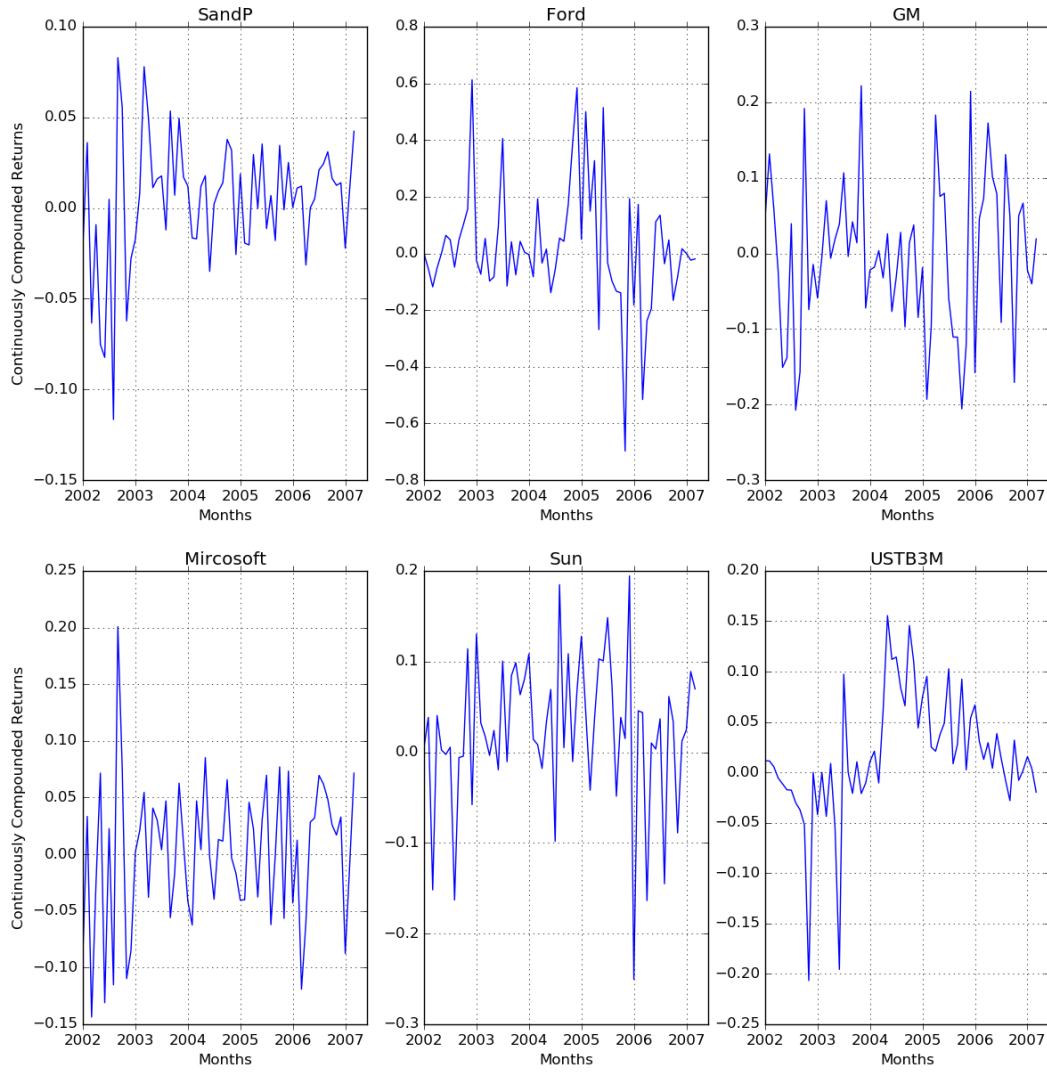 SandP
Ford
GM
Continuously Compounded Returns
0.10
0.05
0.00
−0.05
−0.10
−0.15
2002 2003 2004 2005 2006 2007
Months
0.8
0.6
0.4
0.2
0.0
−0.2
−0.4
−0.6
−0.8
2002 2003 2004 2005 2006 2007
Months
0.3
0.2
0.1
0.0
−0.1
−0.2
−0.3
2002 2003 2004 2005 2006 2007
Months
Mircosoft
Sun
USTB3M
Continuously Compounded Returns
0.25
0.20
0.15
0.10
0.05
0.00
−0.05
−0.10
−0.15
2002 2003 2004 2005 2006 2007
Months
0.2
0.1
0.0
−0.1
−0.2
−0.3
2002 2003 2004 2005 2006 2007
Months
0.20
0.15
0.10
0.05
0.00
−0.05
−0.10
−0.15
−0.20
−0.25
2002 2003 2004 2005 2006 2007
Months